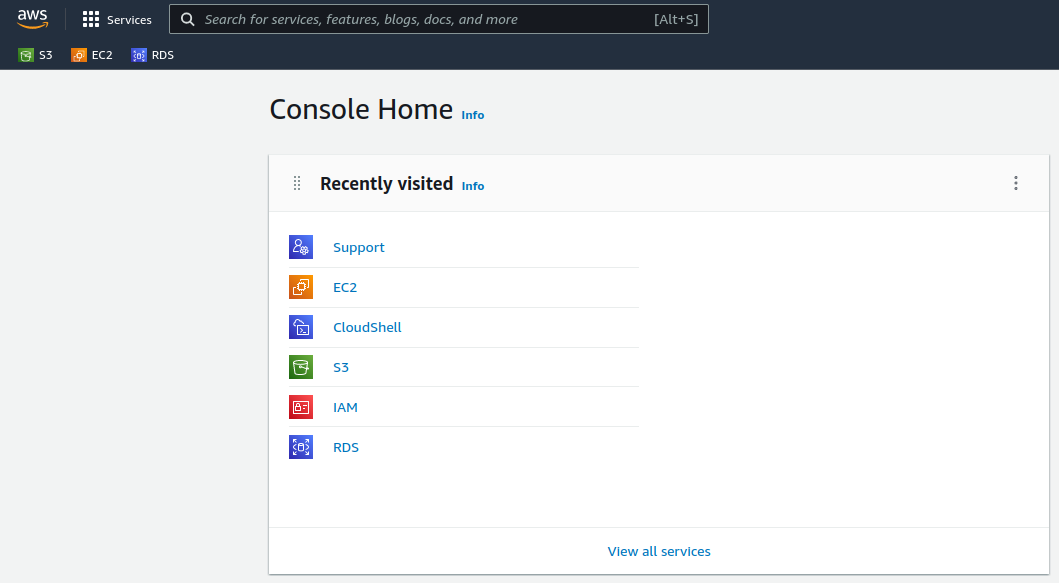 aws Services Search for services, features, blogs, docs, and more [Alt+S]
S3 EC2 RDS
Console Home Info
Recently visited Info
Support
EC2
CloudShell
S3
IAM
RDS
View all services